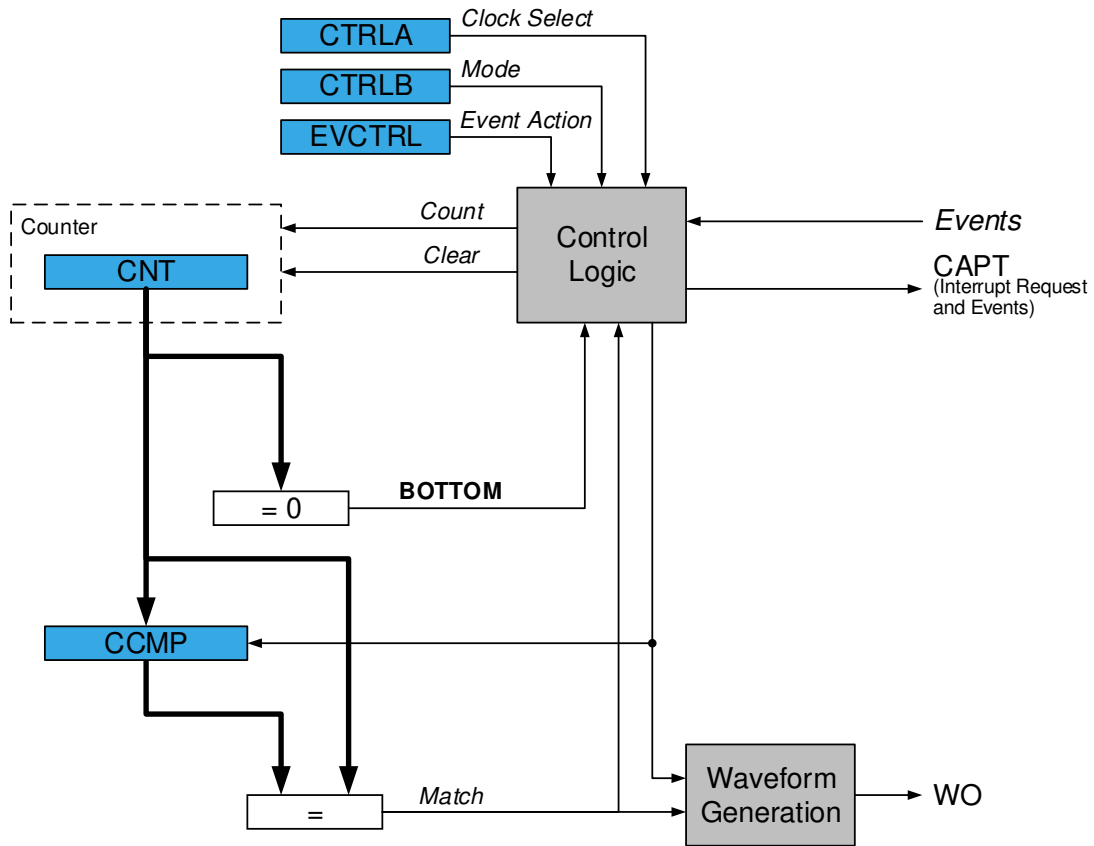 CTRLA
Clock Select
CTRLB
Mode
EVCTRL
Event Action
Counter
CNT
Count
Clear
Control
Logic
Events
CAPT
(Interrupt Request
and Events)
= 0
BOTTOM
CCMP
=
Match
Waveform
Generation
WO